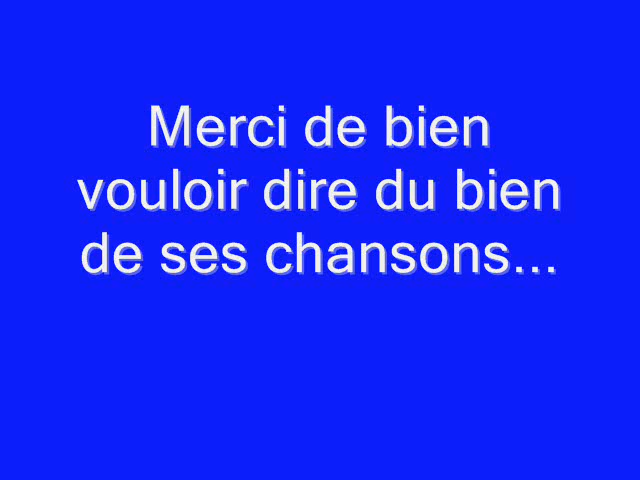 Merci de bien
vouloir dire du bien
de ses chansons...